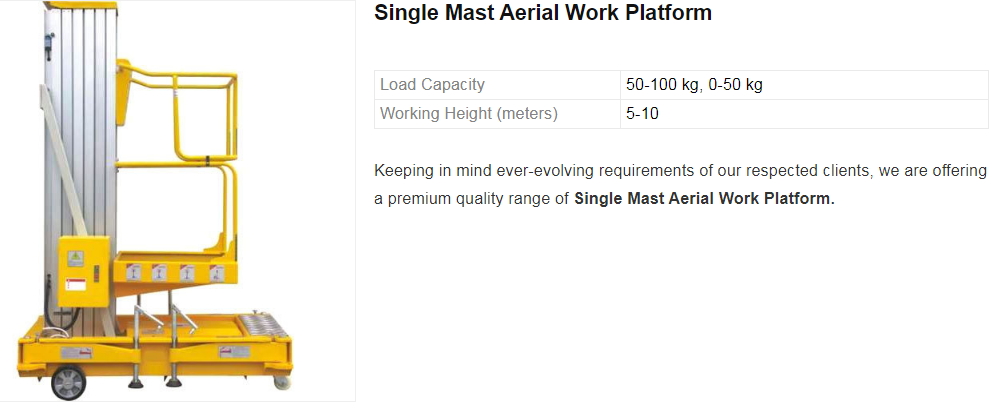 Single Mast Aerial Work Platform
Load Capacity 50-100 kg, 0-50 kg
Working Height (meters) 5-10
Keeping in mind ever-evolving requirements of our respected clients, we are offering
a premium quality range of Single Mast Aerial Work Platform.